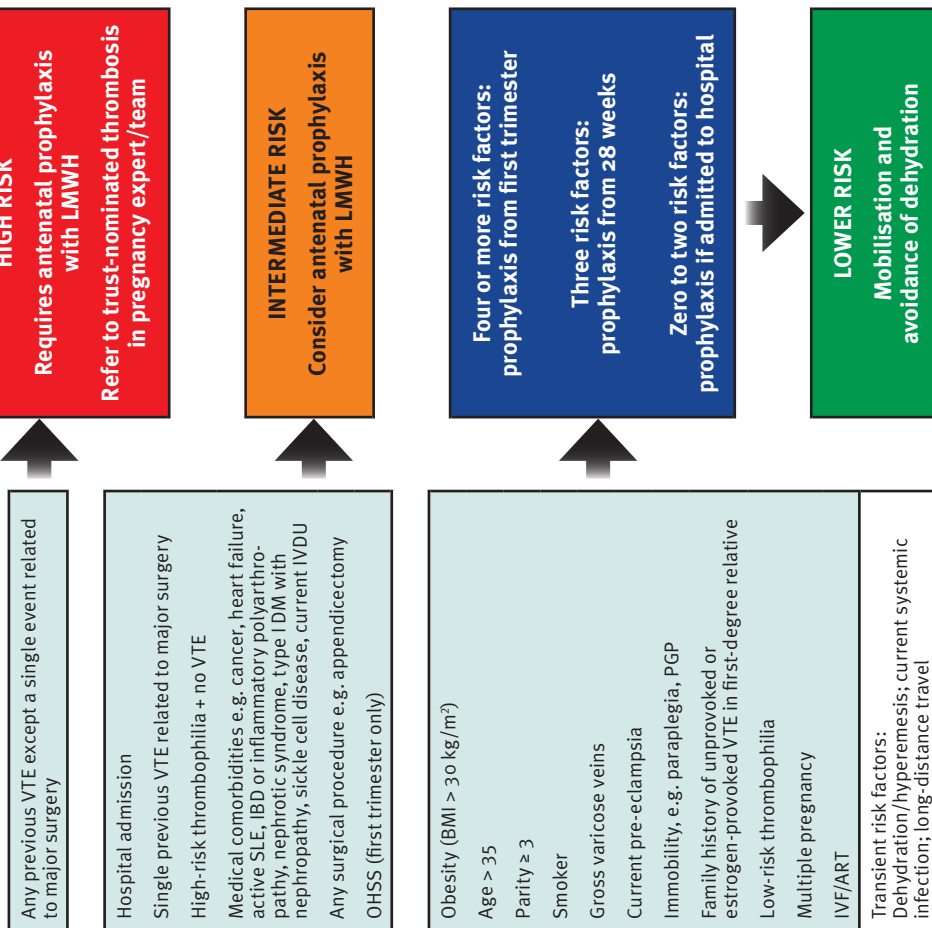 Any previous VTE except a single event related
to major surgery
HIGH RISK
Requires antenatal prophylaxis
with LMWH
Refer to trust-nominated thrombosis
in pregnancy expert/team
Hospital admission
Single previous VTE related to major surgery
High-risk thrombophilia + no VTE
Medical comorbidities e.g. cancer, heart failure,
active SLE, IBD or inflammatory polyarthro-
pathy, nephrotic syndrome, type I DM with
nephropathy, sickle cell disease, current IVDU
Any surgical procedure e.g. appendicectomy
OHSS (first trimester only)
INTERMEDIATE RISK
Consider antenatal prophylaxis
with LMWH
Obesity (BMI > 30 kg/m²)
Age > 35
Parity ≥ 3
Smoker
Gross varicose veins
Current pre-eclampsia
Immobility, e.g. paraplegia, PGP
Family history of unprovoked or
estrogen-provoked VTE in first-degree relative
Low-risk thrombophilia
Multiple pregnancy
IVF/ART
Transient risk factors:
Dehydration/hyperemesis; current systemic
infection; long-distance travel
Four or more risk factors:
prophylaxis from first trimester
Three risk factors:
prophylaxis from 28 weeks
Zero to two risk factors:
prophylaxis if admitted to hospital
LOWER RISK
Mobilisation and
avoidance of dehydration